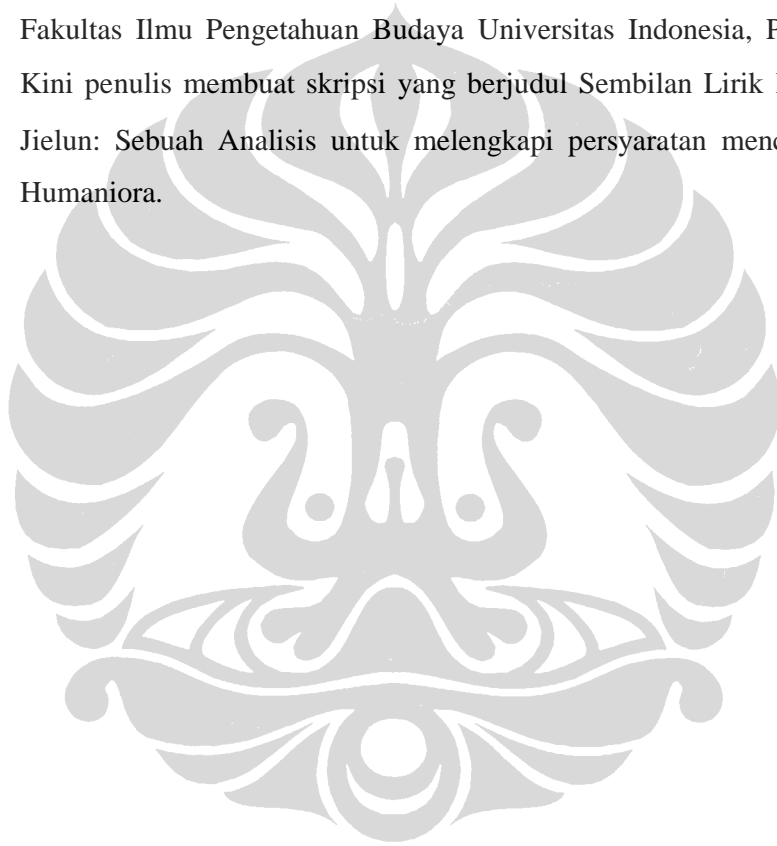 Fakultas Ilmu Pengetahuan Budaya Universitas Indonesia,
Kini penulis membuat skripsi yang berjudul Sembilan Lirik
Jielun: Sebuah Analisis untuk melengkapi persyaratan
Humaniora.